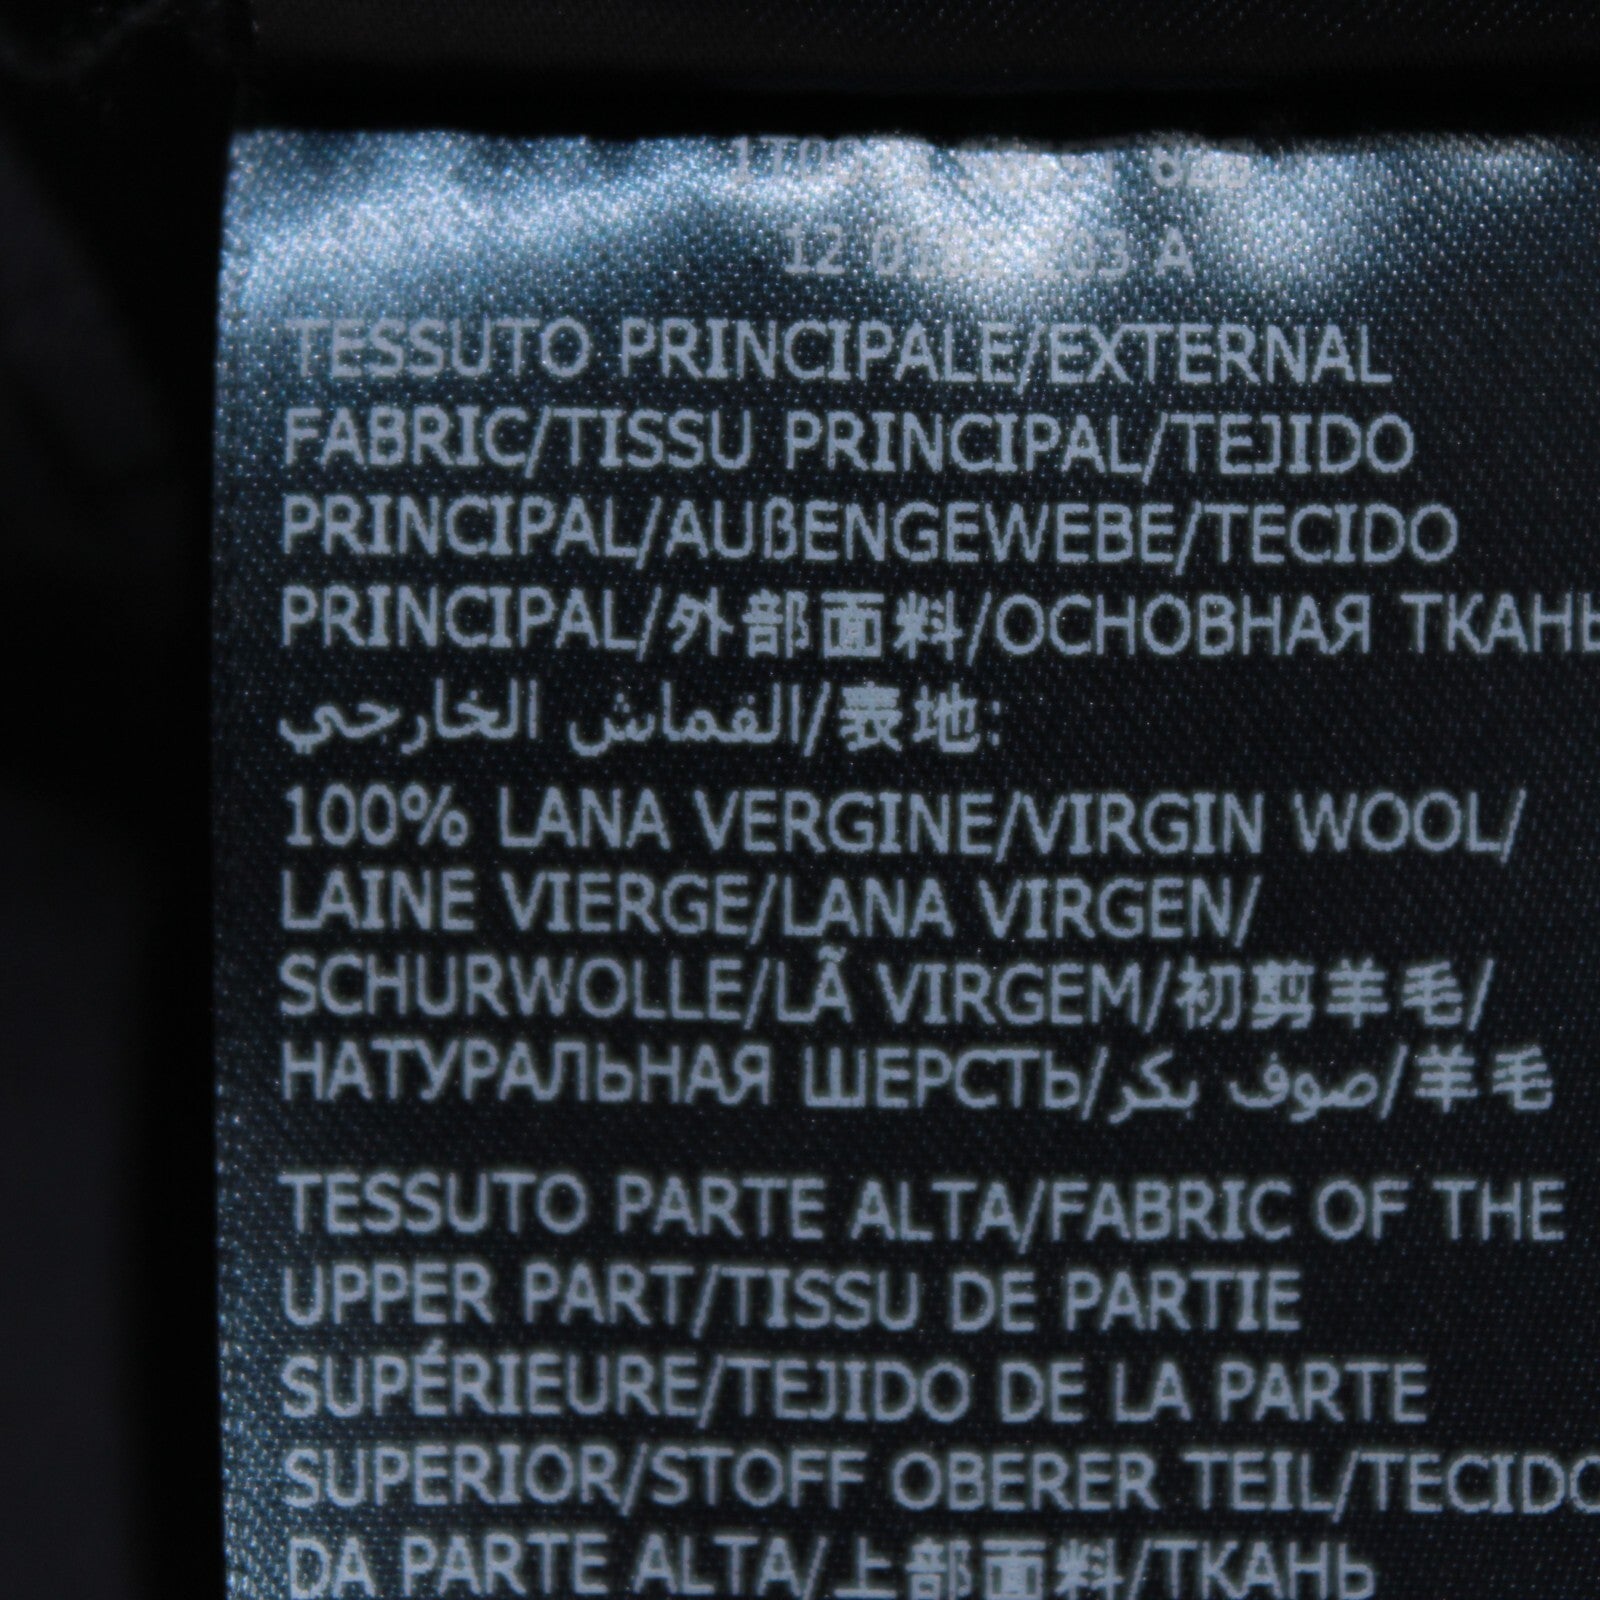 12 203 A
TESSUTO PRINCIPALE/EXTERNAL
FABRIC/TISSU PRINCIPAL/TEJIDO
PRINCIPAL/AUßENGEWEBE/TECIDO
PRINCIPAL/外部面料/ОСНОВНАЯ ТКАНЬ
القماش الخارجي/表地:
100% LANA VERGINE/VIRGIN WOOL/
LAINE VIERGE/LANA VIRGEN/
SCHURWOLLE/LÃ VIRGEM/初剪羊毛/
НАТУРАЛЬНАЯ ШЕРСТЬ/صوف بكر/羊毛
TESSUTO PARTE ALTA/FABRIC OF THE
UPPER PART/TISSU DE PARTIE
SUPÉRIEURE/TEJIDO DE LA PARTE
SUPERIOR/STOFF OBERER TEIL/TECIDO
DA PARTE ALTA/上部面料/ТКАНЬ